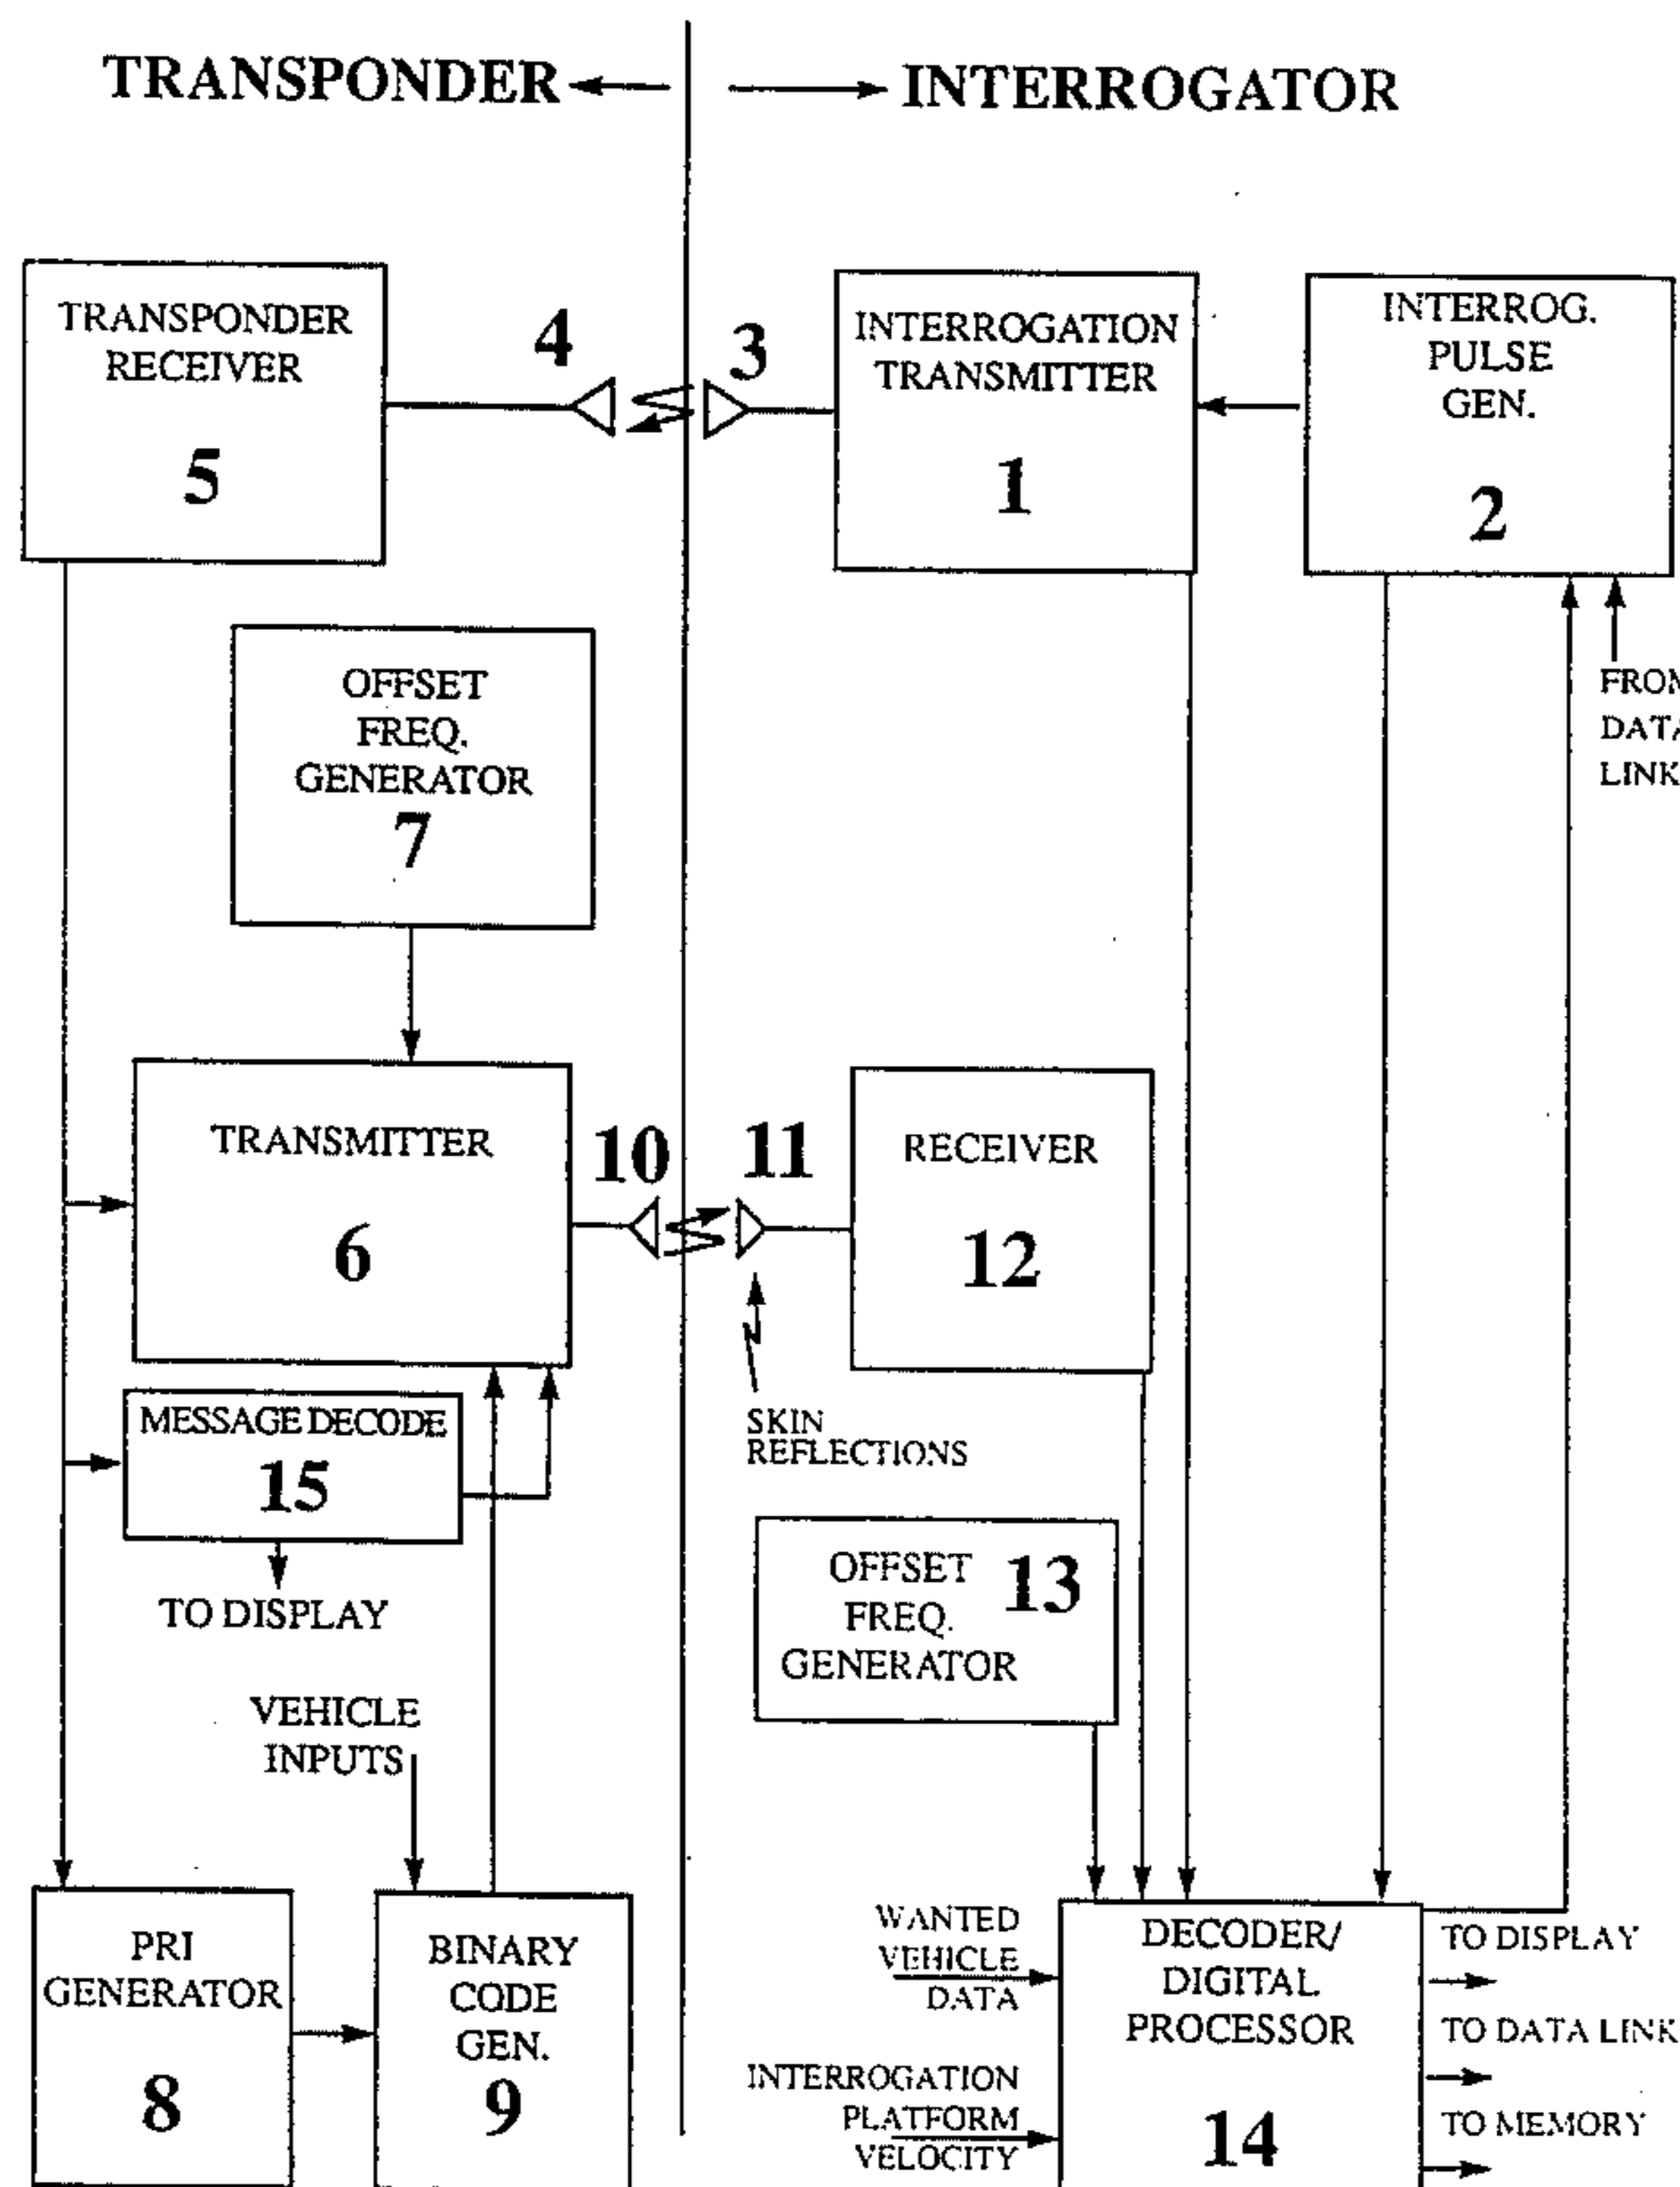 TRANSPONDER
INTERROGATOR
TRANSPONDER
RECEIVER
5
4
3
INTERROGATION
TRANSMITTER
1
INTERROG.
PULSE
GEN.
2
OFFSET
FREQ.
GENERATOR
7
DATA
LINK
TRANSMITTER
6
10
11
RECEIVER
12
MESSAGE DECODE
15
TO DISPLAY
SKIN
REFLECTIONS
OFFSET
FREQ.
GENERATOR
13
VEHICLE
INPUTS
PRI
GENERATOR
8
BINARY
CODE
GEN.
9
WANTED
VEHICLE
DATA
INTERROGATION
PLATFORM
VELOCITY
DECODER/
DIGITAL
PROCESSOR
14
TO DISPLAY
TO DATA LINK
TO MEMORY